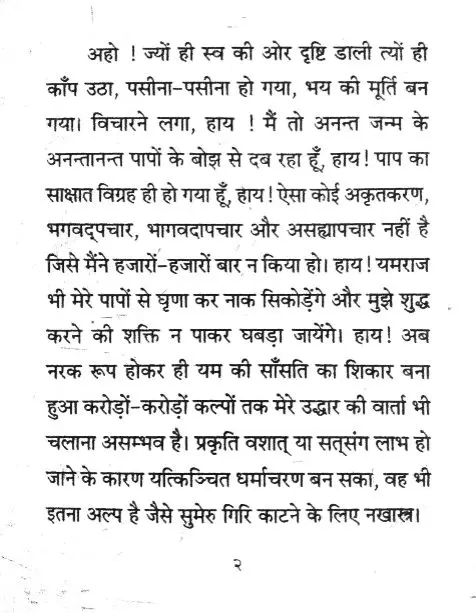 अहो ! ज्यों ही स्व की ओर दृष्टि डाली त्यों ही
काँप उठा, पसीना-पसीना हो गया, भय की मूर्ति बन
गया। विचारने लगा, हाय ! मैं तो अनन्त जन्म के
अनन्तानन्त पापों के बोझ से दब रहा हूँ, हाय! पाप का
साक्षात विग्रह ही हो गया हूँ, हाय! ऐसा कोई अकृतकरण,
भगवद्पचार, भागवदापचार और असह्यापचार नहीं है
जिसे मैंने हजारों-हजारों बार न किया हो। हाय! यमराज
भी मेरे पापों से घृणा कर नाक सिकोड़ेंगे और मुझे शुद्ध
करने की शक्ति न पाकर घबड़ा जायेंगे। हाय! अब
नरक रूप होकर ही यम की साँसति का शिकार बना
हुआ करोड़ों-करोड़ों कल्पों तक मेरे उद्धार की वार्ता भी
चलाना असम्भव है। प्रकृति वशात् या सत्संग लाभ हो
जाने के कारण यत्किञ्चित धर्माचरण बन सका, वह भी
इतना अल्प है जैसे सुमेरु गिरि काटने के लिए नखास्त्र।
२